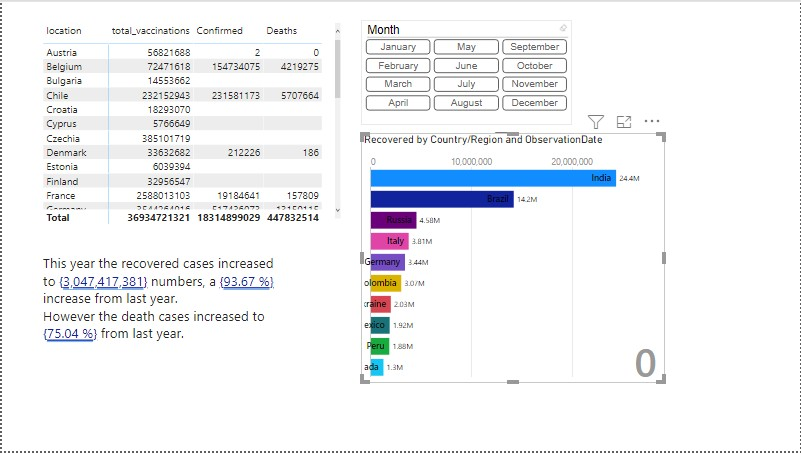 location total_vaccinations Confirmed Deaths
Austria 56821688 2 0
Belgium 72471618 154734075 4219275
Bulgaria 14553662
Chile 232152943 231581173 5707664
Croatia 18293070
Cyprus 5766649
Czechia 385101719
Denmark 33632682 212226 186
Estonia 6039394
Finland 32956547
France 2588013103 19184641 157809
Total 36934721321 18314899029 447832514
This year the recovered cases increased
to {3,047,417,381} numbers, a {93.67 %}
increase from last year.
However the death cases increased to
{75.04 %} from last year.
Month
January May September
February June October
March July November
April August December
Recovered by Country/Region and ObservationDate
0 10,000,000 20,000,000
India 24.4M
Brazil 14.2M
Russia 4.58M
Italy 3.81M
Germany 3.44M
olombia 3.07M
raine 2.03M
exico 1.92M
Peru 1.88M
ada 1.3M
0